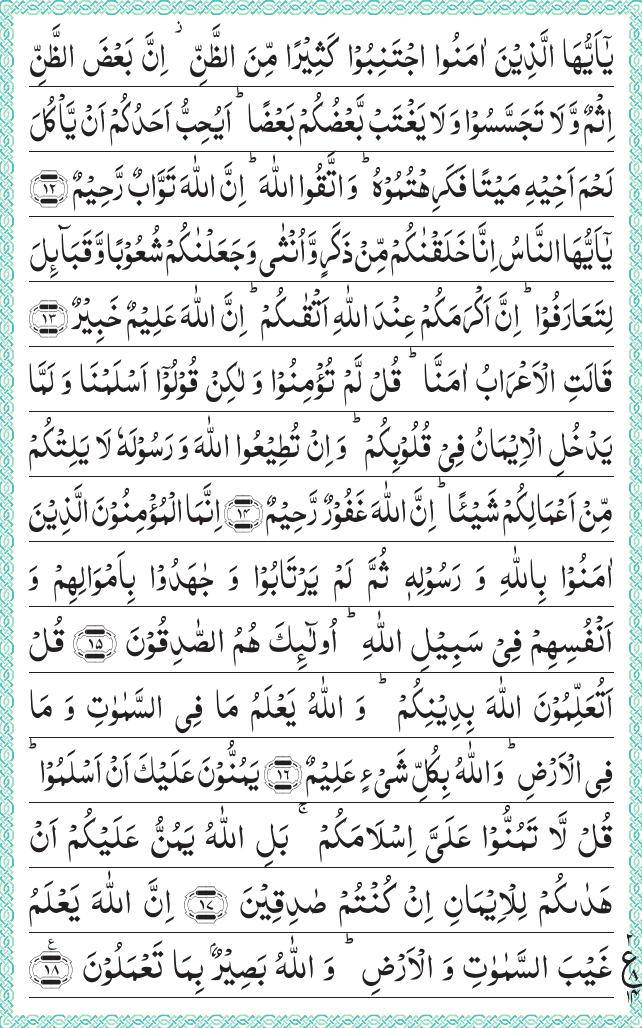 يٰۤاَيُّهَا الَّذِيْنَ اٰمَنُوا اجْتَنِبُوْا كَثِيْرًا مِّنَ الظَّنِّ ۡ اِنَّ بَعْضَ الظَّنِّ
اِثْمٌ وَّ لَا تَجَسَّسُوْا وَ لَا يَغْتَبْ بَّعْضُكُمْ بَعْضًا ؕ اَيُحِبُّ اَحَدُكُمْ اَنْ يَّاْكُلَ
لَحْمَ اَخِيْهِ مَيْتًا فَكَرِهْتُمُوْهُ ؕ وَ اتَّقُوا اللّٰهَ ؕ اِنَّ اللّٰهَ تَوَّابٌ رَّحِيْمٌ ﴿۱۲﴾
يٰۤاَيُّهَا النَّاسُ اِنَّا خَلَقْنٰكُمْ مِّنْ ذَكَرٍ وَّ اُنْثٰى وَ جَعَلْنٰكُمْ شُعُوْبًا وَّ قَبَآئِلَ
لِتَعَارَفُوْا ؕ اِنَّ اَكْرَمَكُمْ عِنْدَ اللّٰهِ اَتْقٰىكُمْ ؕ اِنَّ اللّٰهَ عَلِيْمٌ خَبِيْرٌ ﴿۱۳﴾
قَالَتِ الْاَعْرَابُ اٰمَنَّا ؕ قُلْ لَّمْ تُؤْمِنُوْا وَ لٰكِنْ قُوْلُوْۤا اَسْلَمْنَا وَ لَمَّا
يَدْخُلِ الْاِيْمَانُ فِيْ قُلُوْبِكُمْ ؕ وَ اِنْ تُطِيْعُوا اللّٰهَ وَ رَسُوْلَهٗ لَا يَلِتْكُمْ
مِّنْ اَعْمَالِكُمْ شَيْـًٔا ؕ اِنَّ اللّٰهَ غَفُوْرٌ رَّحِيْمٌ ﴿۱۴﴾ اِنَّمَا الْمُؤْمِنُوْنَ الَّذِيْنَ
اٰمَنُوْا بِاللّٰهِ وَ رَسُوْلِهٖ ثُمَّ لَمْ يَرْتَابُوْا وَ جٰهَدُوْا بِاَمْوَالِهِمْ وَ
اَنْفُسِهِمْ فِيْ سَبِيْلِ اللّٰهِ ؕ اُولٰٓئِكَ هُمُ الصّٰدِقُوْنَ ﴿۱۵﴾ قُلْ
اَتُعَلِّمُوْنَ اللّٰهَ بِدِيْنِكُمْ ؕ وَ اللّٰهُ يَعْلَمُ مَا فِي السَّمٰوٰتِ وَ مَا
فِي الْاَرْضِ ؕ وَ اللّٰهُ بِكُلِّ شَيْءٍ عَلِيْمٌ ﴿۱۶﴾ يَمُنُّوْنَ عَلَيْكَ اَنْ اَسْلَمُوْا ؕ
قُلْ لَّا تَمُنُّوْا عَلَيَّ اِسْلَامَكُمْ ۚ بَلِ اللّٰهُ يَمُنُّ عَلَيْكُمْ اَنْ
هَدٰىكُمْ لِلْاِيْمَانِ اِنْ كُنْتُمْ صٰدِقِيْنَ ﴿۱۷﴾ اِنَّ اللّٰهَ يَعْلَمُ
غَيْبَ السَّمٰوٰتِ وَ الْاَرْضِ ؕ وَ اللّٰهُ بَصِيْرٌۢ بِمَا تَعْمَلُوْنَ ﴿۱۸﴾ ع
۲
ع
۸
۱۴